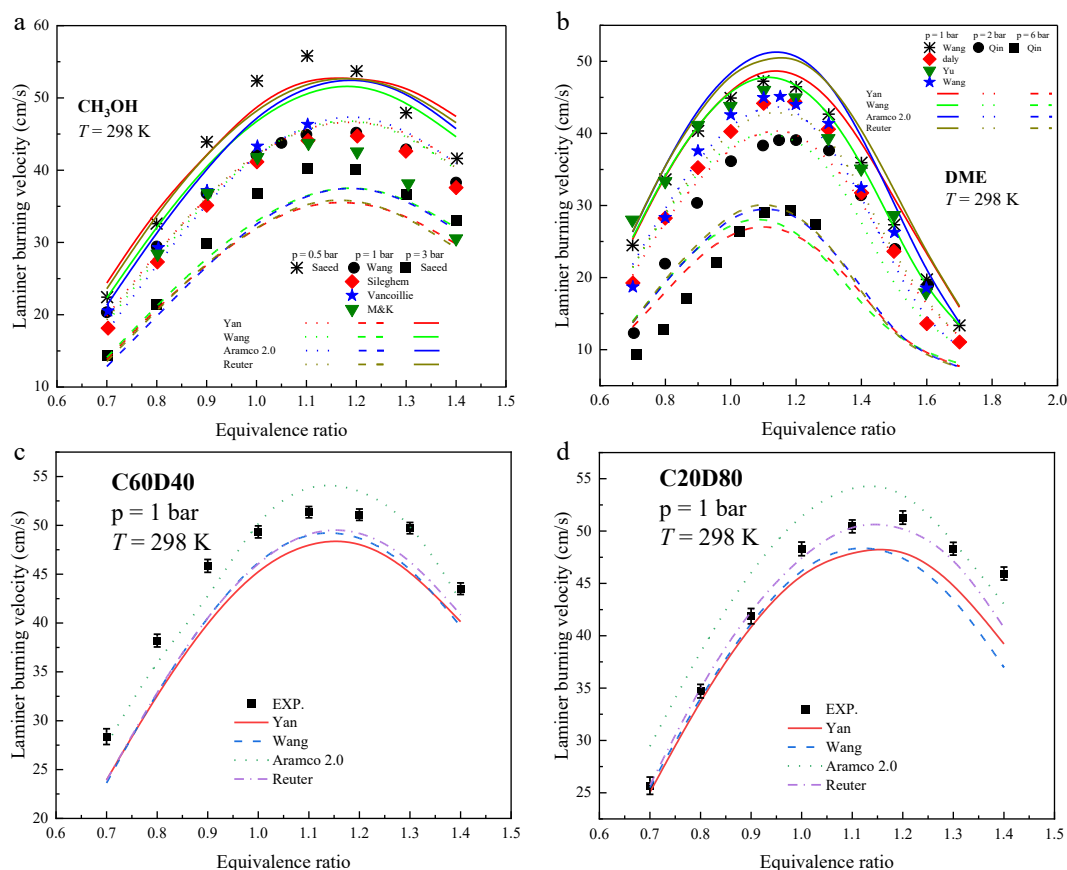 a
60
50
40
30
20
10
Laminer burning velocity (cm/s)
CH3OH
T = 298 K
p = 0.5 bar p = 1 bar p = 3 bar
Saeed Wang Saeed
Sileghem
Vancoillie
M&K
Yan
Wang
Aramco 2.0
Reuter
0.6 0.8 0.9 1.0 1.1 1.2 1.3 1.4
Equivalence ratio
b
50
40
30
20
10
Laminer burning velocity (cm/s)
p = 1 bar p = 2 bar p = 6 bar
Wang Qin Qin
daly
Yu
Wang
Yan
Wang
Aramco 2.0
Reuter
DME
T = 298 K
0.6 0.8 1.0 1.2 1.4 1.6 1.8 2.0
Equivalence ratio
c
55
50
45
40
35
30
25
20
Laminer burning velocity (cm/s)
C60D40
p = 1 bar
T = 298 K
EXP.
Yan
Wang
Aramco 2.0
Reuter
0.6 0.7 0.8 0.9 1.0 1.1 1.2 1.3 1.4 1.5
Equivalence ratio
d
55
50
45
40
35
30
25
Laminer burning velocity (cm/s)
C20D80
p = 1 bar
T = 298 K
EXP.
Yan
Wang
Aramco 2.0
Reuter
0.6 0.7 0.8 0.9 1.0 1.1 1.2 1.3 1.4 1.5
Equivalence ratio